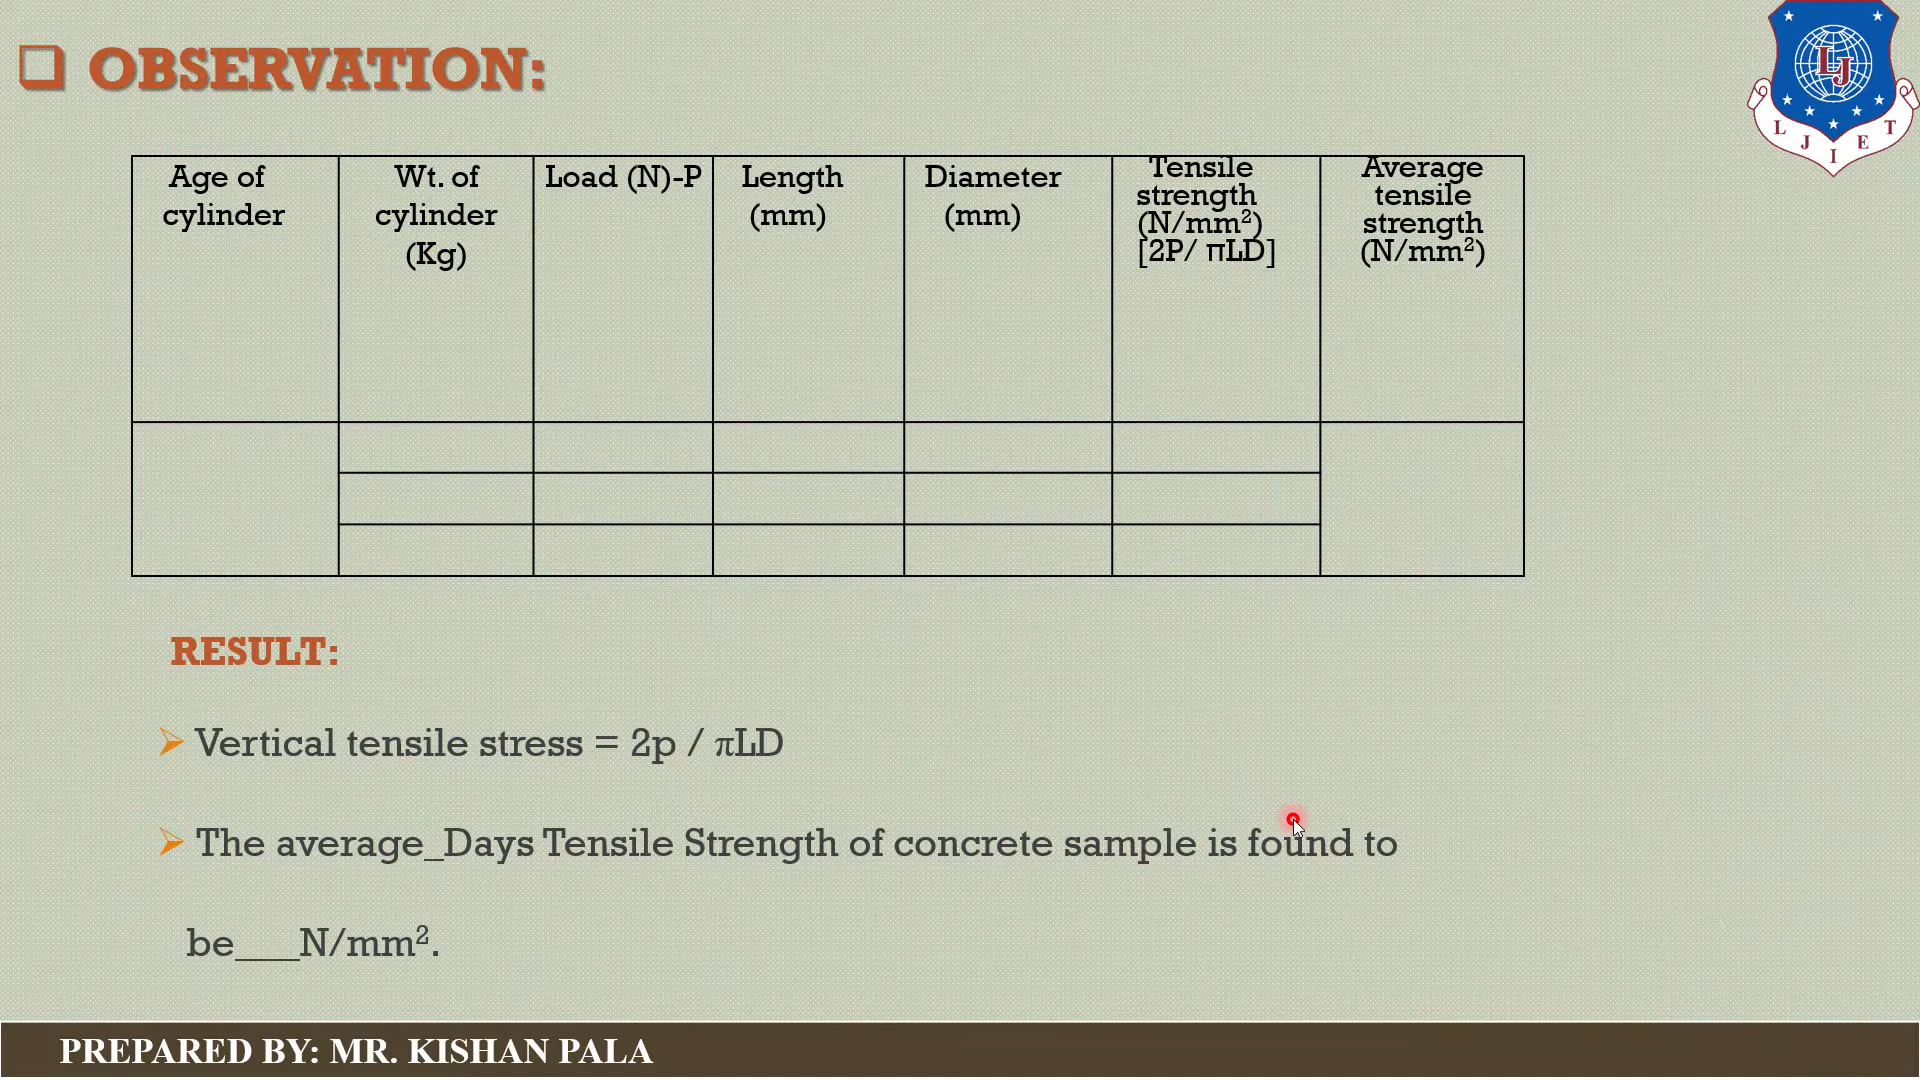 ❑ OBSERVATION:
LJ
L J I E T
Age of
cylinder
Wt. of
cylinder
(Kg)
Load (N)-P
Length
(mm)
Diameter
(mm)
Tensile
strength
(N/mm²)
[2P/ πLD]
Average
tensile
strength
(N/mm²)
RESULT:
➢ Vertical tensile stress = 2p / πLD
➢ The average_Days Tensile Strength of concrete sample is found to
be___N/mm².
PREPARED BY: MR. KISHAN PALA